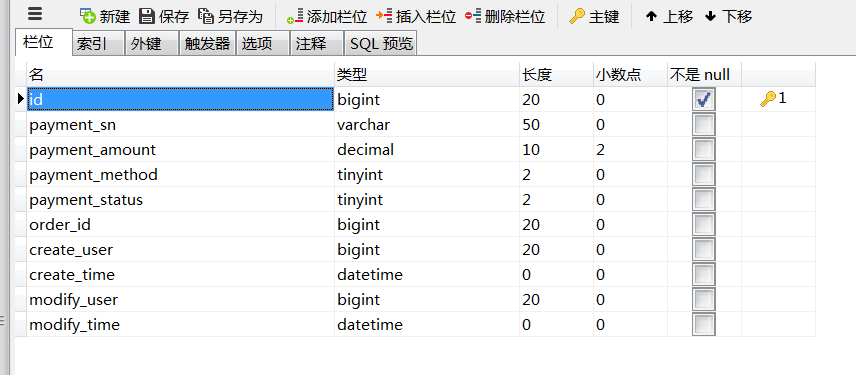 新建 保存 另存为 添加栏位 插入栏位 删除栏位 主键 上移 下移
栏位 索引 外键 触发器 选项 注释 SQL 预览
名 类型 长度 小数点 不是 null
id bigint 20 0 1
payment_sn varchar 50 0
payment_amount decimal 10 2
payment_method tinyint 2 0
payment_status tinyint 2 0
order_id bigint 20 0
create_user bigint 20 0
create_time datetime 0 0
modify_user bigint 20 0
modify_time datetime 0 0